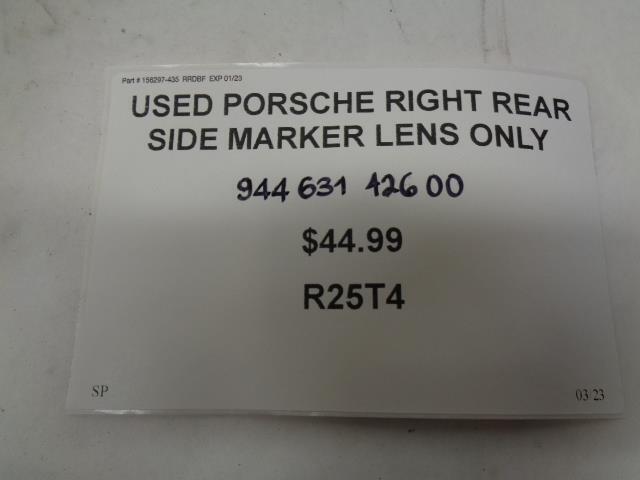 Part # 156297-435 RRDBF EXP 01/23
USED PORSCHE RIGHT REAR
SIDE MARKER LENS ONLY
944 631 426 00
$44.99
R25T4
SP
03/23